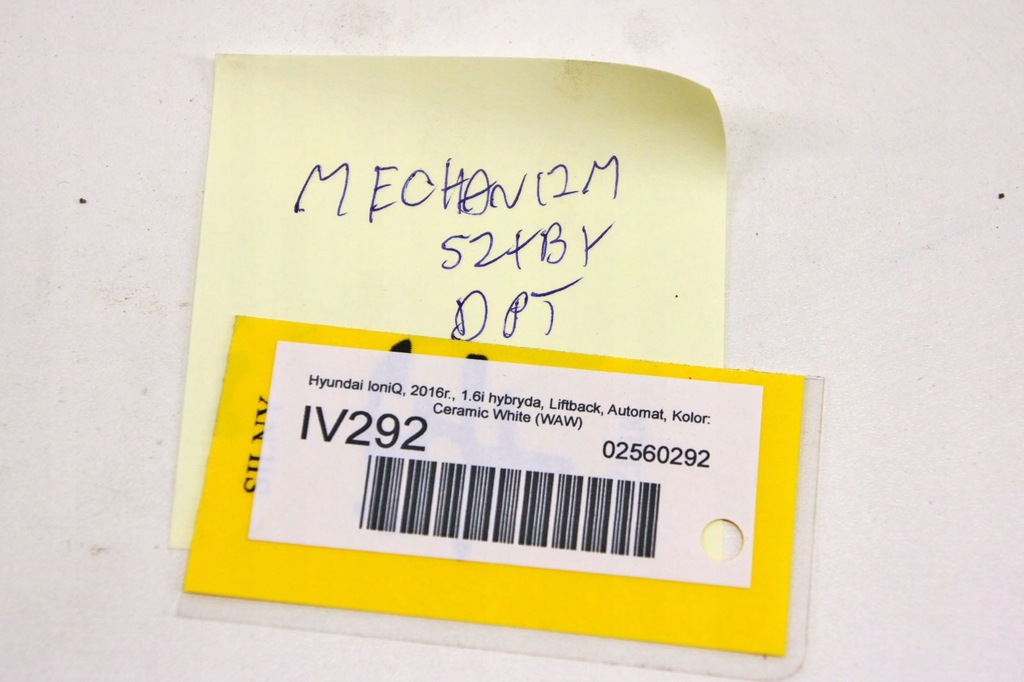 MECHANIZM
SZYBY
DPT
Hyundai IoniQ, 2016r., 1.6i hybryda, Liftback, Automat, Kolor:
Ceramic White (WAW)
IV292
02560292